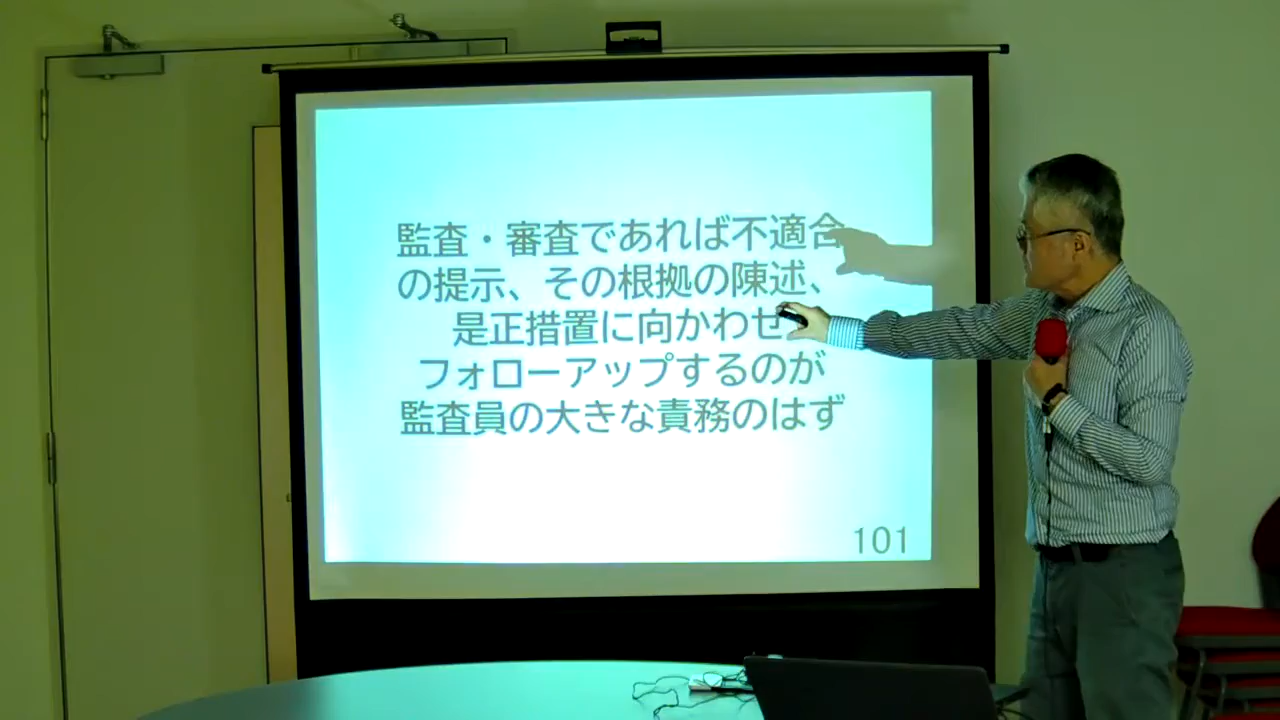 監査・審査であれば不適合
の提示、その根拠の陳述、
是正措置に向かわせ
フォローアップするのが
監査員の大きな責務のはず
101